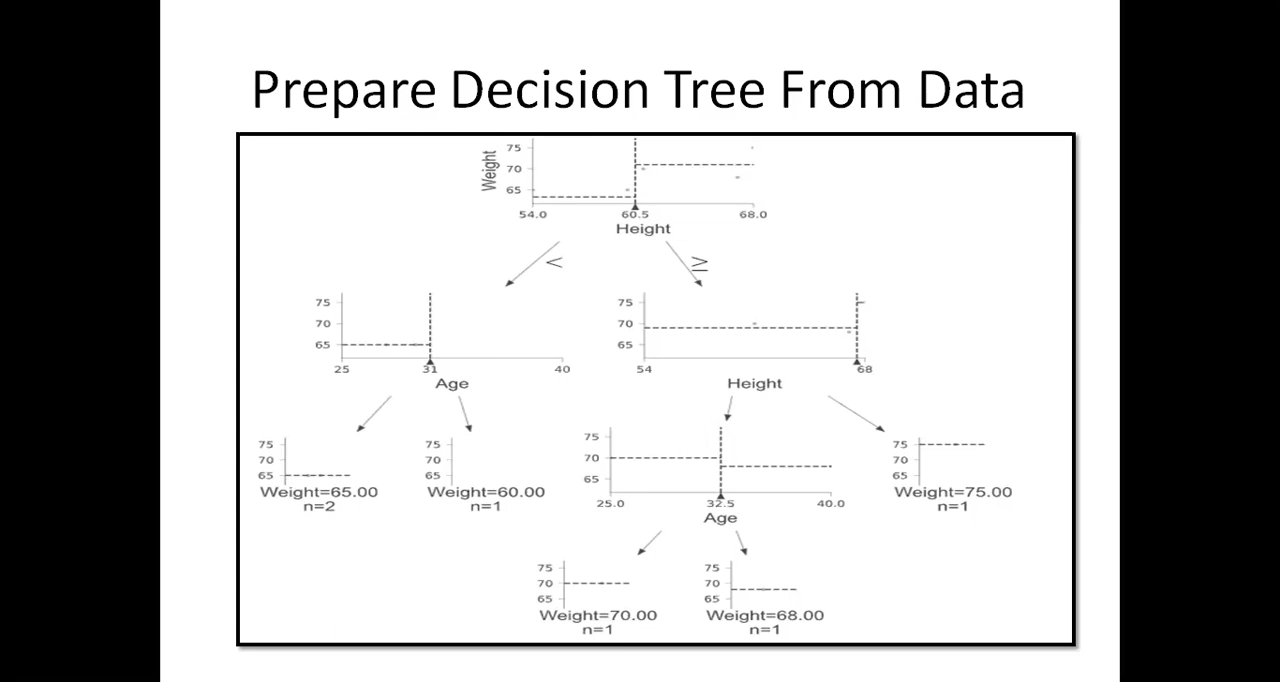 Prepare Decision Tree From Data
Weight
75
70
65
54.0 60.5 68.0
Height
< ≥
75
70
65
25 31 40
Age
75
70
65
54 68
Height
75
70
65
Weight=65.00
n=2
75
70
65
Weight=60.00
n=1
75
70
65
25.0 32.5 40.0
Age
75
70
65
Weight=75.00
n=1
75
70
65
Weight=70.00
n=1
75
70
65
Weight=68.00
n=1